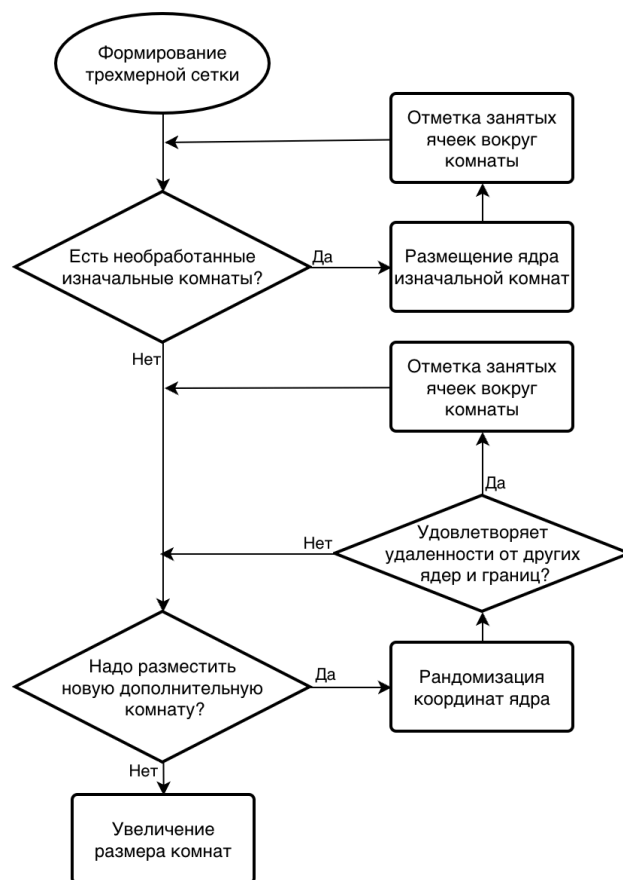 Формирование
трехмерной сетки
Отметка занятых
ячеек вокруг
комнаты
Есть необработанные
изначальные комнаты?
Да
Размещение ядра
изначальной комнат
Нет
Отметка занятых
ячеек вокруг
комнаты
Да
Удовлетворяет
удаленности от других
ядер и границ?
Нет
Надо разместить
новую дополнительную
комнату?
Да
Рандомизация
координат ядра
Нет
Увеличение
размера комнат